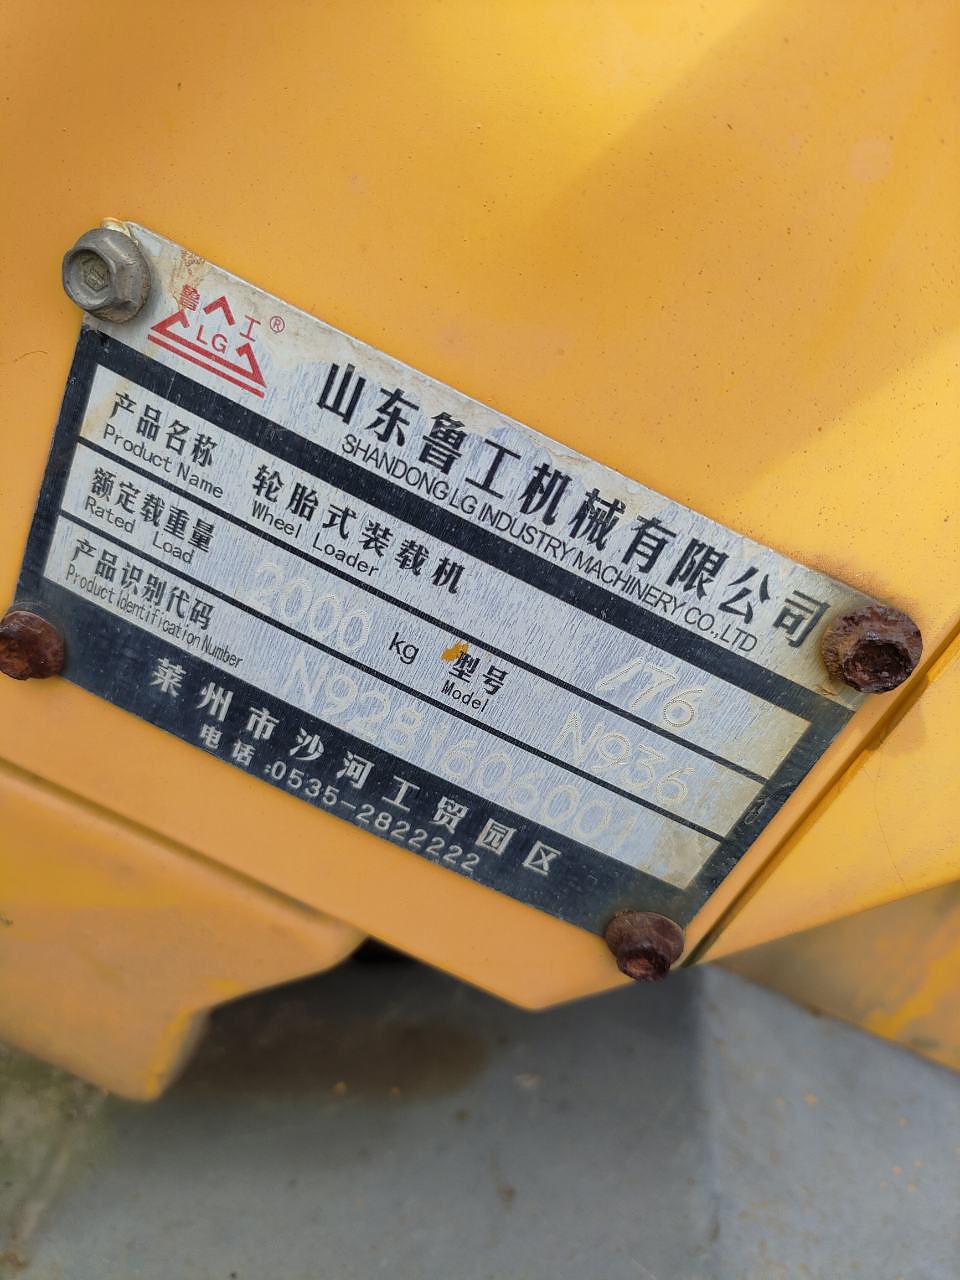 鲁工®
LG
山东鲁工机械有限公司
SHANDONG LG INDUSTRY MACHINERY CO.,LTD
产品名称 轮胎式装载机 176
Product Name Wheel Loader
额定载重量 2000 kg 型号 N936
Rated Load Model
产品识别代码 N9281606001
Product Identification Number
莱州市沙河工贸园区
电话:0535-2822222